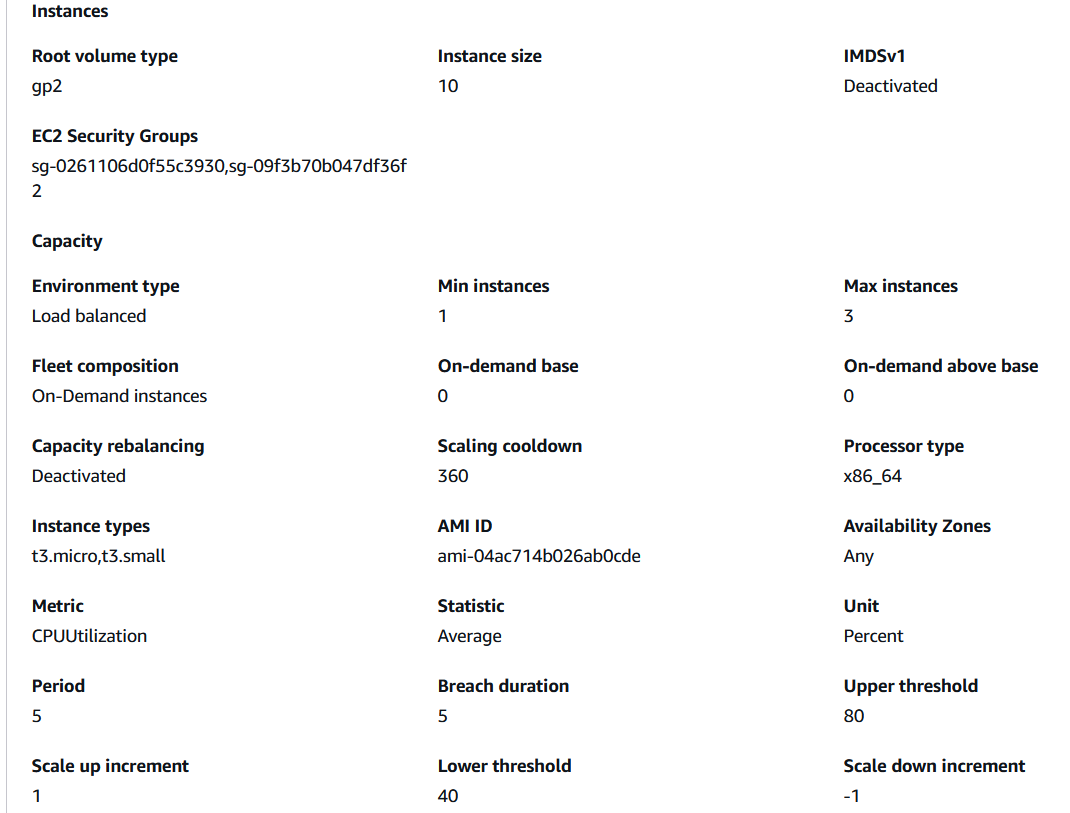 Instances
Root volume type
Instance size
IMDSv1
gp2
10
Deactivated
EC2 Security Groups
sg-0261106d0f55c3930,sg-09f3b70b047df36f
2
Capacity
Environment type
Min instances
Max instances
Load balanced
1
3
Fleet composition
On-demand base
On-demand above base
On-Demand instances
0
0
Capacity rebalancing
Scaling cooldown
Processor type
Deactivated
360
x86_64
Instance types
AMI ID
Availability Zones
t3.micro,t3.small
ami-04ac714b026ab0cde
Any
Metric
Statistic
Unit
CPUUtilization
Average
Percent
Period
Breach duration
Upper threshold
5
5
80
Scale up increment
Lower threshold
Scale down increment
1
40
-1